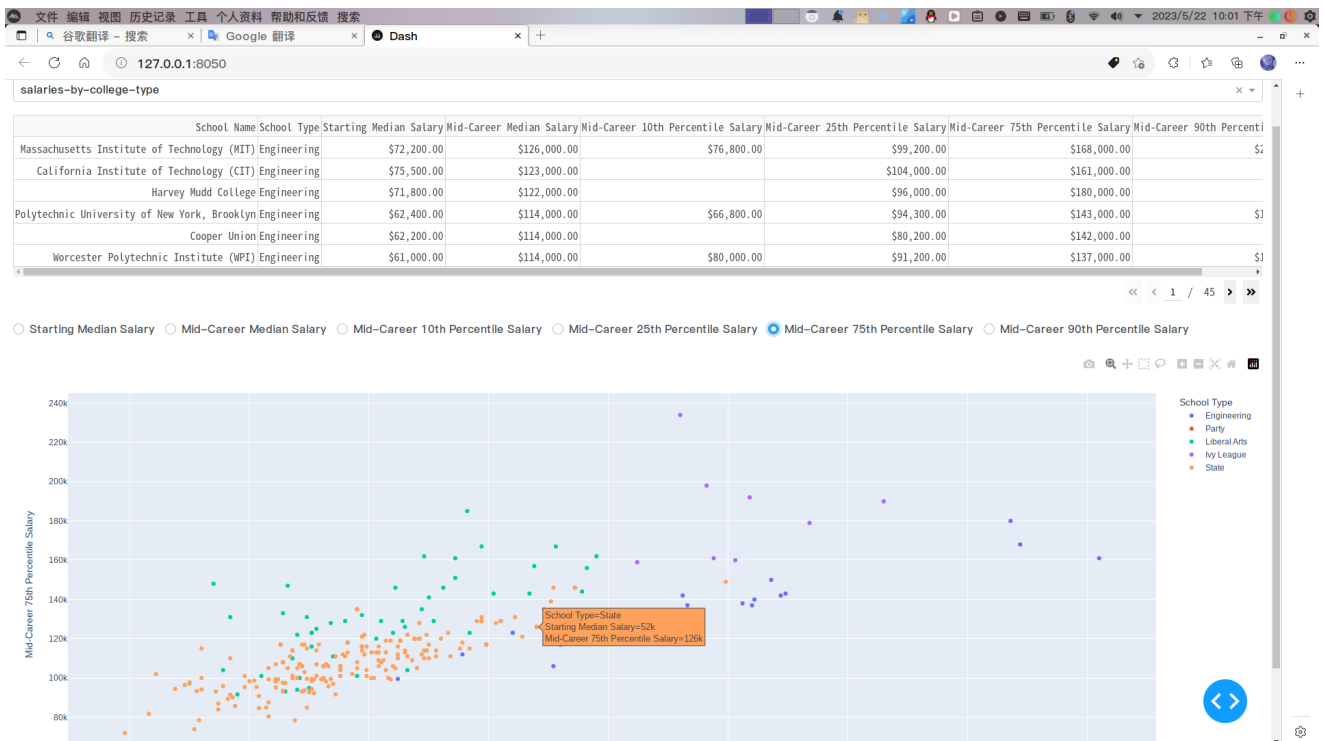 文件 编辑 视图 历史记录 工具 个人资料 帮助和反馈 搜索 2023/5/22 10:01 下午
谷歌翻译 – 搜索 × Google 翻译 × Dash × +
127.0.0.1:8050
salaries-by-college-type
School Name School Type Starting Median Salary Mid-Career Median Salary Mid-Career 10th Percentile Salary Mid-Career 25th Percentile Salary Mid-Career 75th Percentile Salary Mid-Career 90th Percenti
Massachusetts Institute of Technology (MIT) Engineering $72,200.00 $126,000.00 $76,800.00 $99,200.00 $168,000.00 $2
California Institute of Technology (CIT) Engineering $75,500.00 $123,000.00 $104,000.00 $161,000.00
Harvey Mudd College Engineering $71,800.00 $122,000.00 $96,000.00 $180,000.00
Polytechnic University of New York, Brooklyn Engineering $62,400.00 $114,000.00 $66,800.00 $94,300.00 $143,000.00 $1
Cooper Union Engineering $62,200.00 $114,000.00 $80,200.00 $142,000.00
Worcester Polytechnic Institute (WPI) Engineering $61,000.00 $114,000.00 $80,000.00 $91,200.00 $137,000.00 $1
1 / 45
Starting Median Salary Mid-Career Median Salary Mid-Career 10th Percentile Salary Mid-Career 25th Percentile Salary Mid-Career 75th Percentile Salary Mid-Career 90th Percentile Salary
Mid-Career 75th Percentile Salary
240k
220k
200k
180k
160k
140k
120k
100k
80k
School Type=State
Starting Median Salary=52k
Mid-Career 75th Percentile Salary=126k
School Type
Engineering
Party
Liberal Arts
Ivy League
State